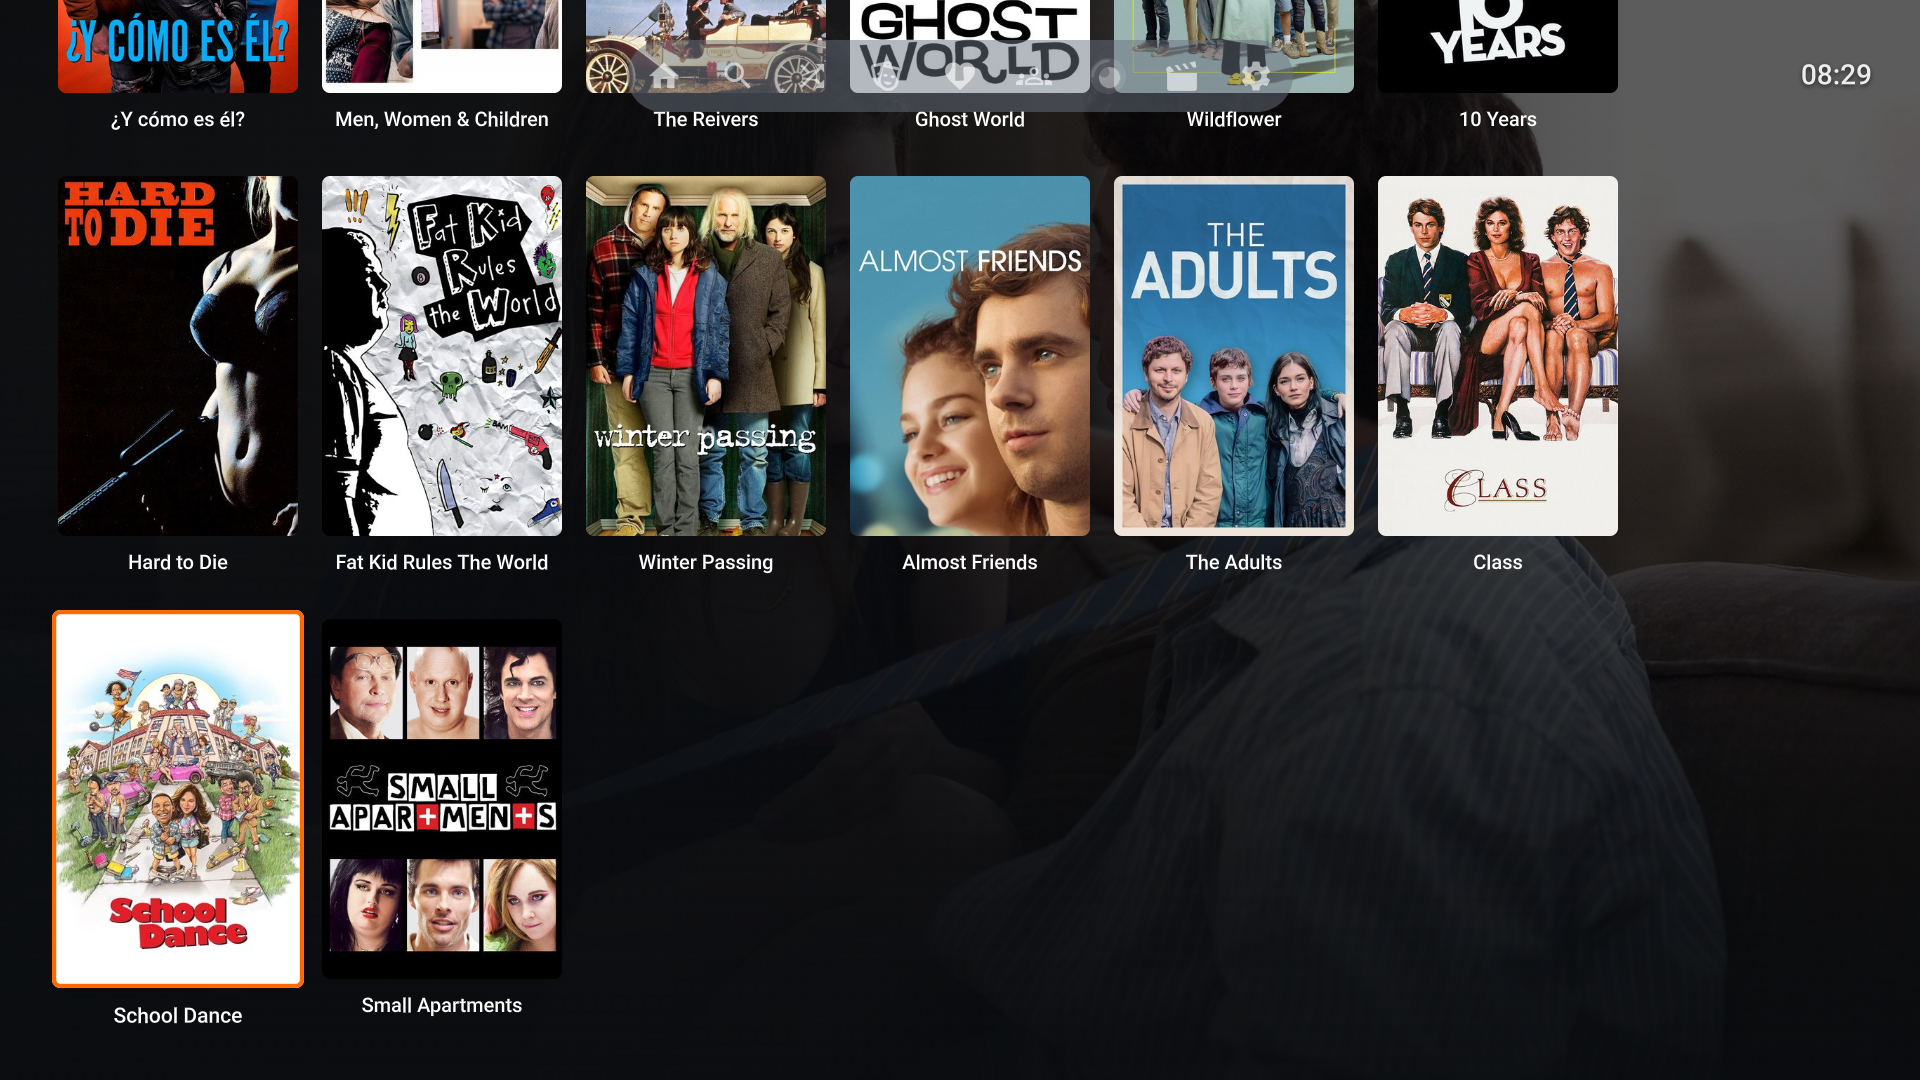 ¿Y CÓMO ES ÉL?
GHOST
WORLD
10
YEARS
08:29
¿Y cómo es él?
Men, Women & Children
The Reivers
Ghost World
Wildflower
10 Years
HARD
TO DIE
Fat Kid
Rules
the World
BAM
winter passing
ALMOST FRIENDS
THE
ADULTS
CLASS
Hard to Die
Fat Kid Rules The World
Winter Passing
Almost Friends
The Adults
Class
School
Dance
SMALL
APARTMENTS
School Dance
Small Apartments